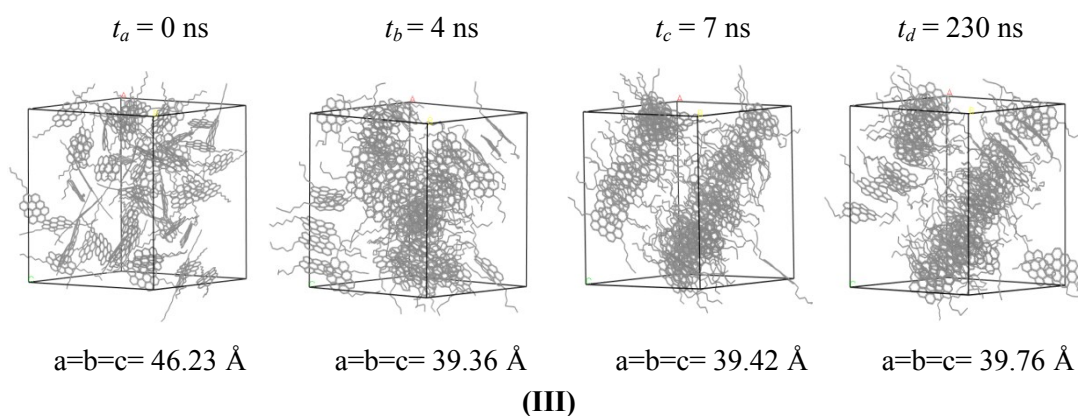 t_a = 0 ns t_b = 4 ns t_c = 7 ns t_d = 230 ns
a=b=c= 46.23 Å a=b=c= 39.36 Å a=b=c= 39.42 Å a=b=c= 39.76 Å
(III)